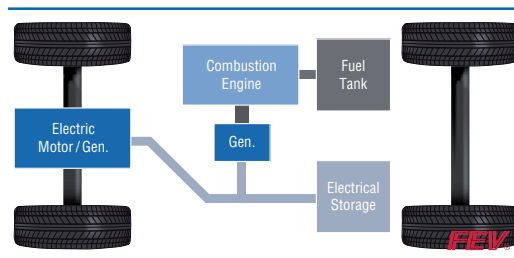 Combustion
Engine
Fuel
Tank
Electric
Motor/Gen.
Gen.
Electrical
Storage
FEV®